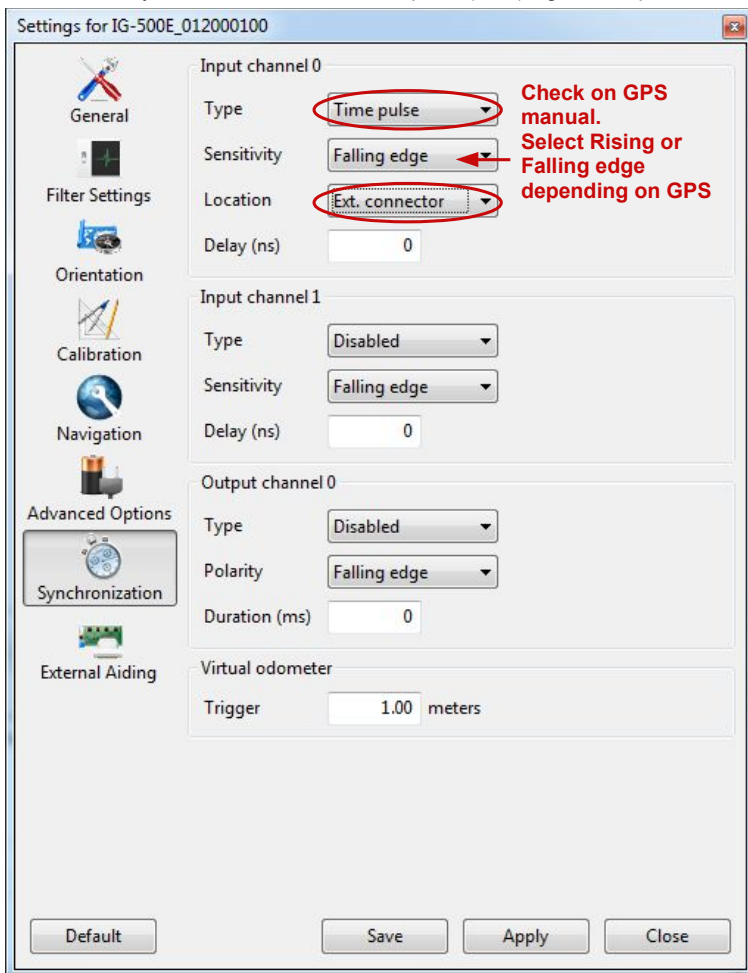 Settings for IG-500E_012000100
General
Filter Settings
Orientation
Calibration
Navigation
Advanced Options
Synchronization
External Aiding
Input channel 0
Type Time pulse
Sensitivity Falling edge
Location Ext. connector
Delay (ns) 0
Check on GPS
manual.
Select Rising or
Falling edge
depending on GPS
Input channel 1
Type Disabled
Sensitivity Falling edge
Delay (ns) 0
Output channel 0
Type Disabled
Polarity Falling edge
Duration (ms) 0
Virtual odometer
Trigger 1.00 meters
Default Save Apply Close